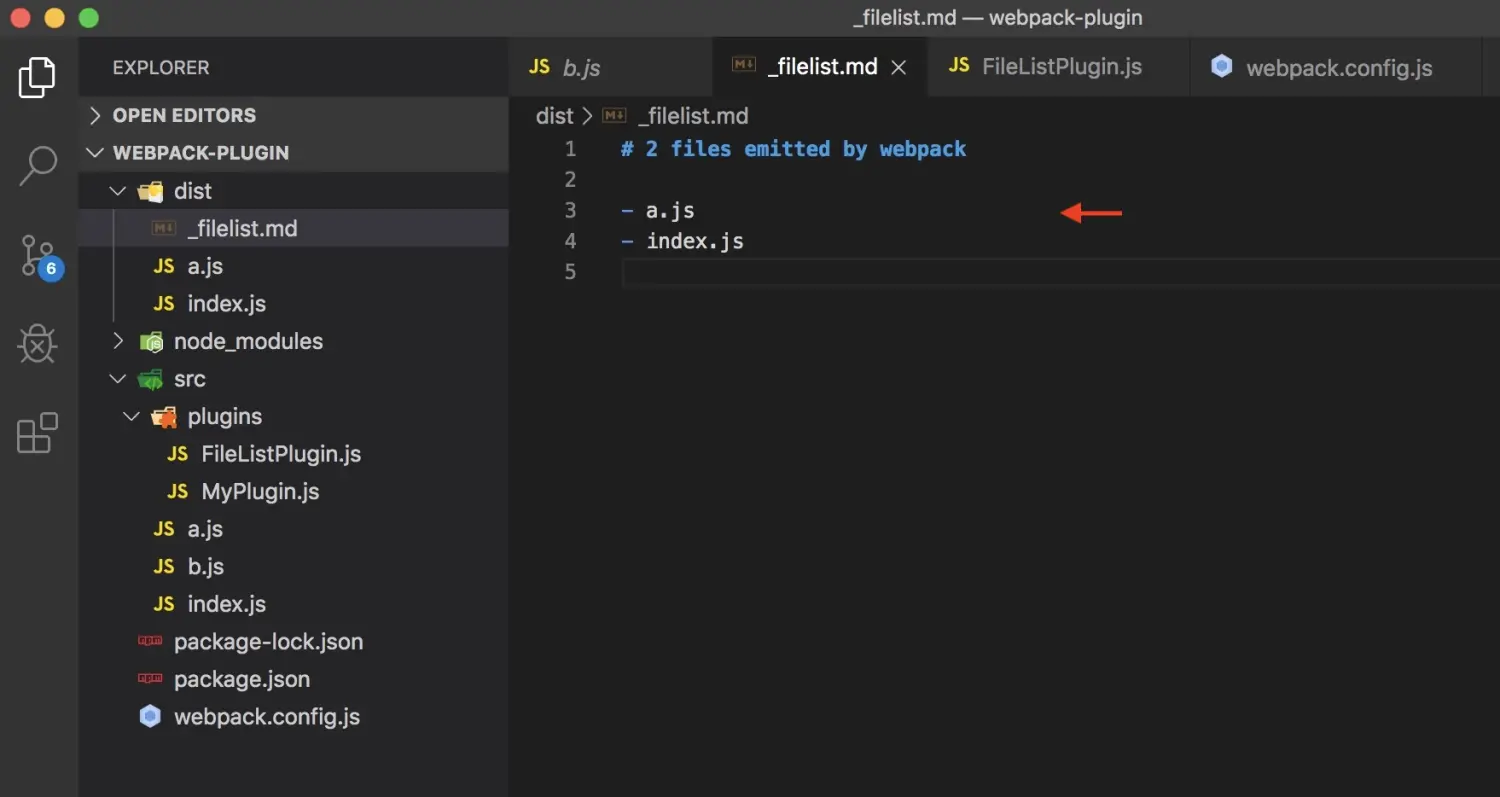 _filelist.md — webpack-plugin
EXPLORER
OPEN EDITORS
WEBPACK-PLUGIN
dist
M↓ _filelist.md
JS a.js
JS index.js
node_modules
src
plugins
JS FileListPlugin.js
JS MyPlugin.js
JS a.js
JS b.js
JS index.js
npm package-lock.json
npm package.json
webpack.config.js
6
JS b.js
M↓ _filelist.md
JS FileListPlugin.js
webpack.config.js
dist > M↓ _filelist.md
1 # 2 files emitted by webpack
2
3 - a.js
4 - index.js
5